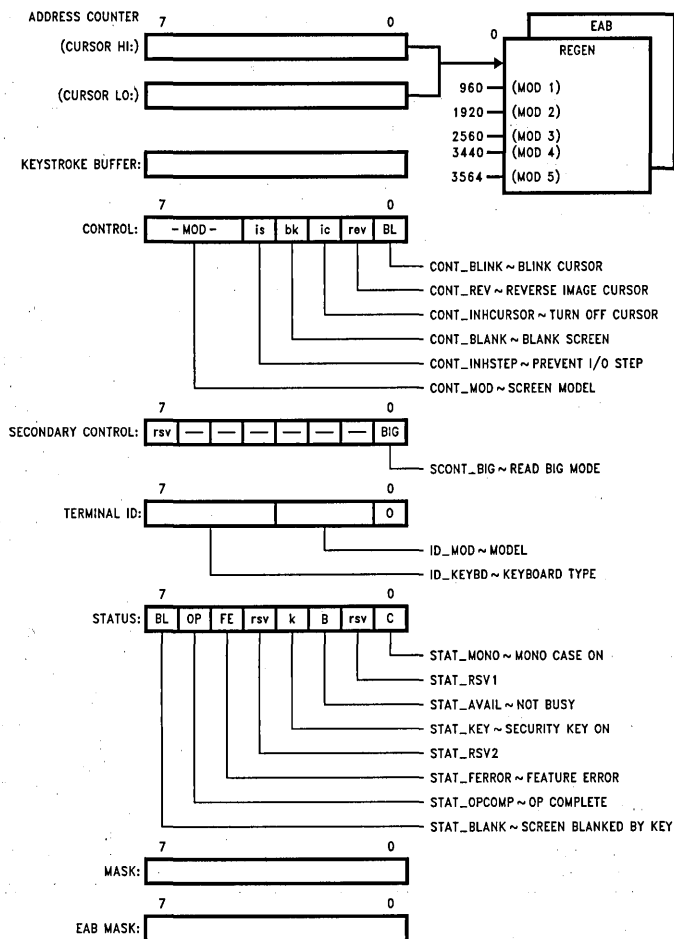 ADDRESS COUNTER
7 0
(CURSOR HI:)
(CURSOR LO:)
0
EAB
REGEN
960 (MOD 1)
1920 (MOD 2)
2560 (MOD 3)
3440 (MOD 4)
3564 (MOD 5)
KEYSTROKE BUFFER:
7 0
CONTROL: – MOD – is bk ic rev BL
CONT_BLINK ~ BLINK CURSOR
CONT_REV ~ REVERSE IMAGE CURSOR
CONT_INHCURSOR ~ TURN OFF CURSOR
CONT_BLANK ~ BLANK SCREEN
CONT_INHSTEP ~ PREVENT I/O STEP
CONT_MOD ~ SCREEN MODEL
7 0
SECONDARY CONTROL: rsv — — — — — — BIG
SCONT_BIG ~ READ BIG MODE
7 0
TERMINAL ID: 0
ID_MOD ~ MODEL
ID_KEYBD ~ KEYBOARD TYPE
7 0
STATUS: BL OP FE rsv k B rsv C
STAT_MONO ~ MONO CASE ON
STAT_RSV1
STAT_AVAIL ~ NOT BUSY
STAT_KEY ~ SECURITY KEY ON
STAT_RSV2
STAT_FERROR ~ FEATURE ERROR
STAT_OPCOMP ~ OP COMPLETE
STAT_BLANK ~ SCREEN BLANKED BY KEY
7 0
MASK:
7 0
EAB MASK: